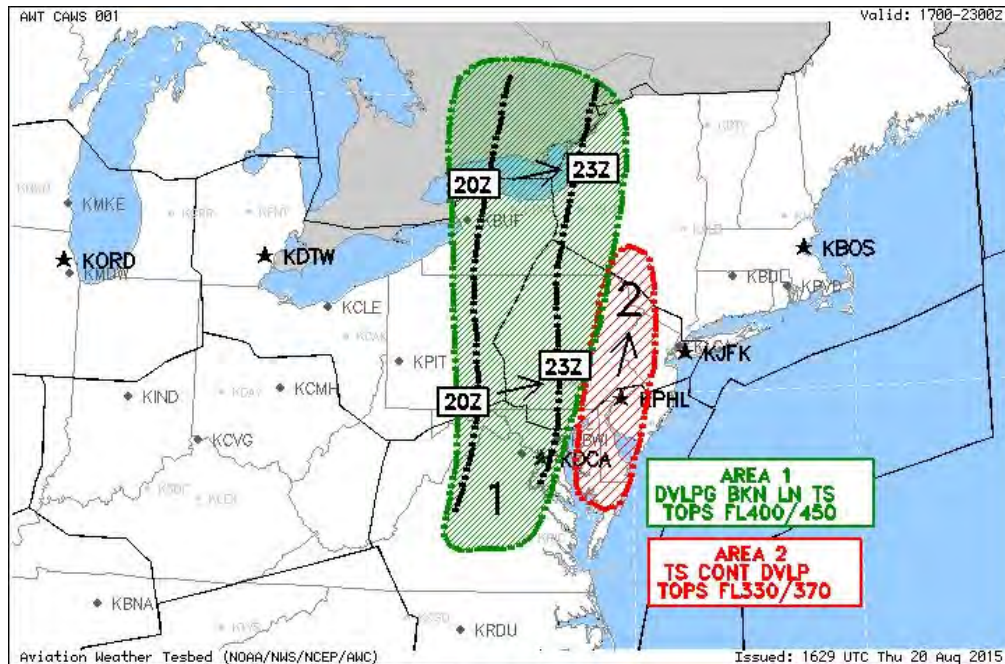 AWT CAWS 001
Valid: 1700-2300Z
20Z
23Z
KMKE
KBUF
KORD
KDTW
KBOS
KMDW
KBDL
KPVD
2
KCLE
KJFK
23Z
KPIT
20Z
KCMH
KIND
KPHL
KBWI
KCVG
KDCA
1
AREA 1
DVLPG BKN LN TS
TOPS FL400/450
AREA 2
TS CONT DVLP
TOPS FL330/370
KBNA
KRDU
Aviation Weather Tesbed (NOAA/NWS/NCEP/AWC)
Issued: 1629 UTC Thu 20 Aug 2015